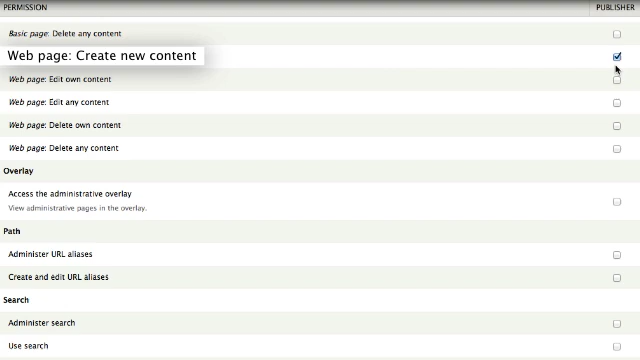 PERMISSION PUBLISHER
Basic page: Delete any content
Web page: Create new content
Web page: Edit own content
Web page: Edit any content
Web page: Delete own content
Web page: Delete any content
Overlay
Access the administrative overlay
View administrative pages in the overlay.
Path
Administer URL aliases
Create and edit URL aliases
Search
Administer search
Use search